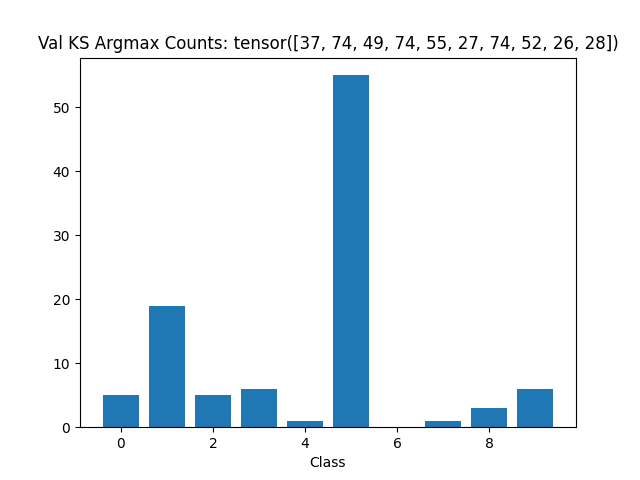 Val KS Argmax Counts: tensor([37, 74, 49, 74, 55, 27, 74, 52, 26, 28])
50
40
30
20
10
0
0 2 4 6 8
Class